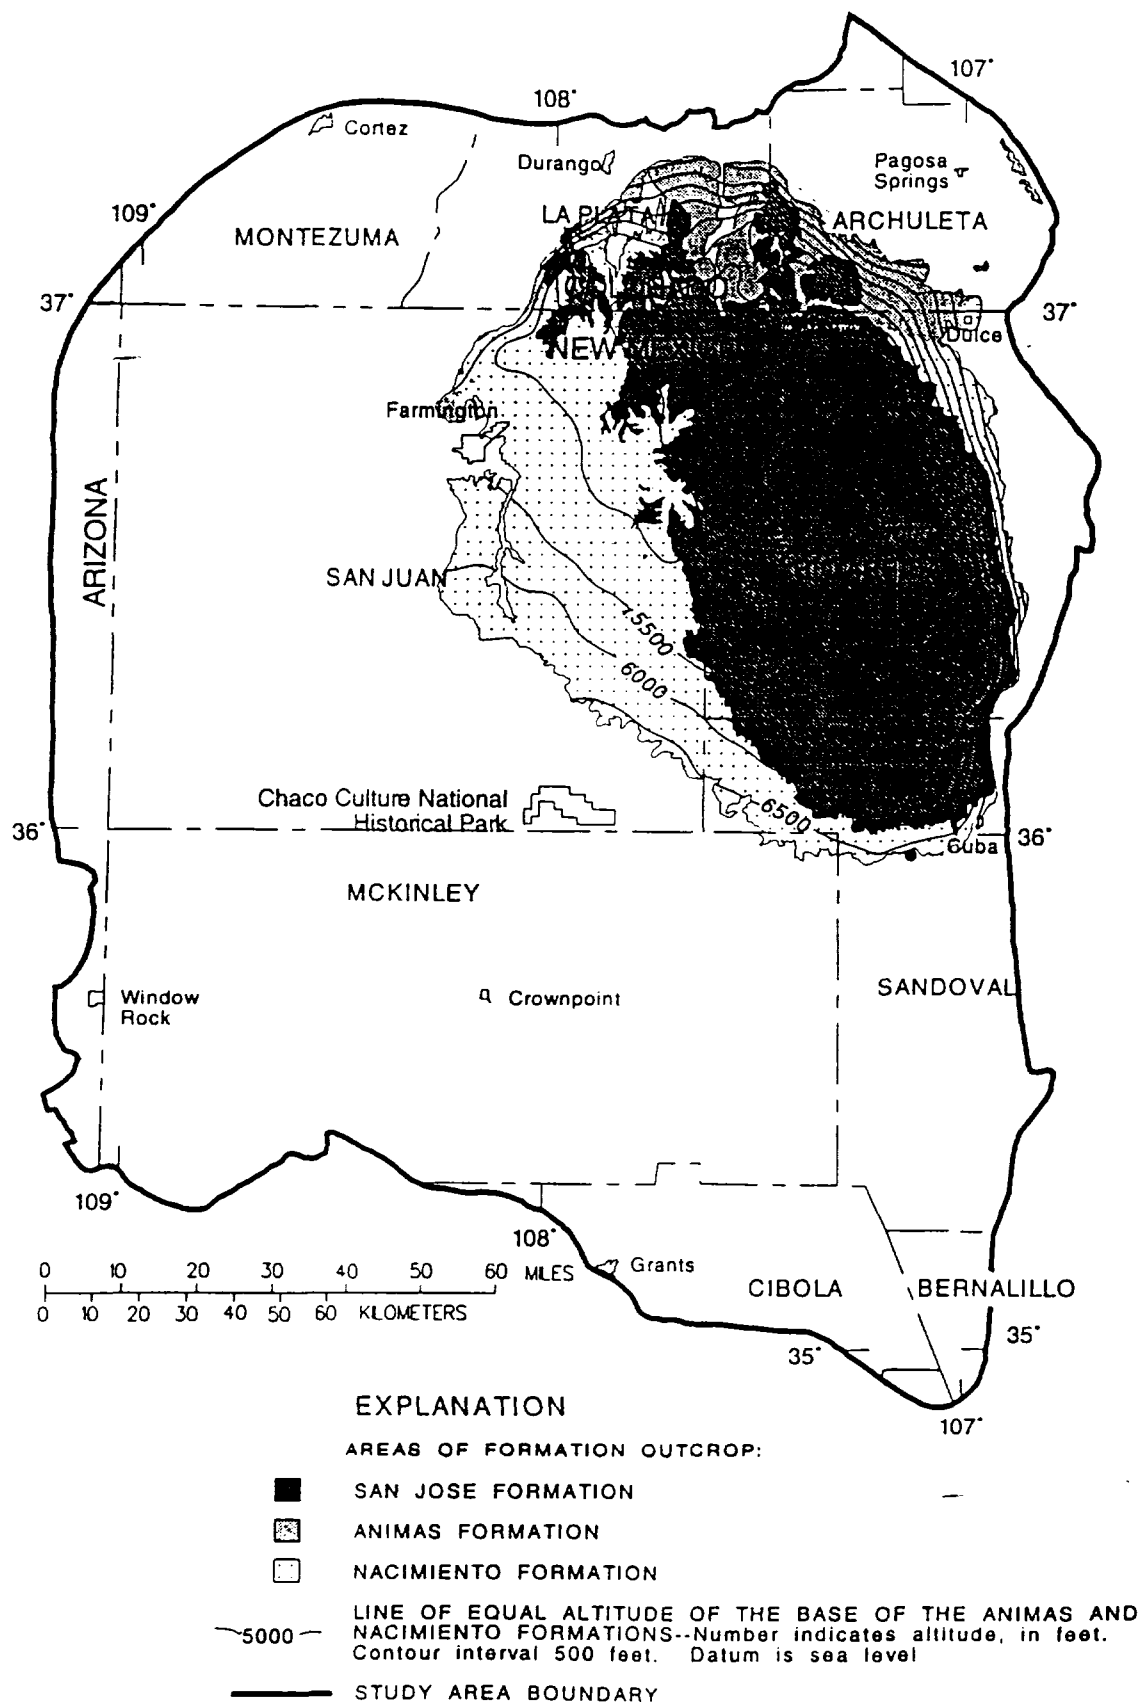 107°
108°
Cortez
Durango
Pagosa
Springs
109°
LA PLATA
ARCHULETA
MONTEZUMA
37°
37°
Dulce
NEW MEXICO
Farmington
ARIZONA
SAN JUAN
5500
6000
Chaco Culture National
Historical Park
6500
36°
36°
Cuba
MCKINLEY
SANDOVAL
Window
Rock
Crownpoint
109°
108°
Grants
0 10 20 30 40 50 60 MILES
0 10 20 30 40 50 60 KILOMETERS
CIBOLA
BERNALILLO
35°
35°
107°
EXPLANATION
AREAS OF FORMATION OUTCROP:
SAN JOSE FORMATION
ANIMAS FORMATION
NACIMIENTO FORMATION
5000
LINE OF EQUAL ALTITUDE OF THE BASE OF THE ANIMAS AND
NACIMIENTO FORMATIONS--Number indicates altitude, in feet.
Contour interval 500 feet. Datum is sea level
STUDY AREA BOUNDARY